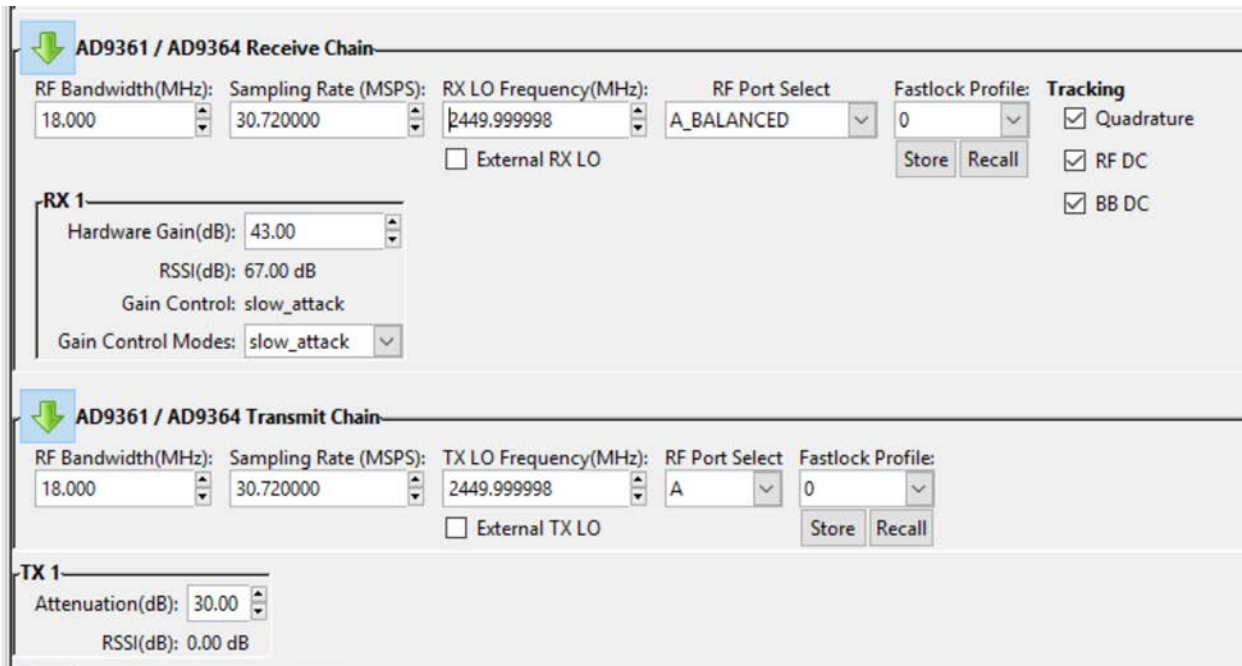 AD9361 / AD9364 Receive Chain
RF Bandwidth(MHz): Sampling Rate (MSPS): RX LO Frequency(MHz): RF Port Select Fastlock Profile: Tracking
18.000 30.720000 2449.999998 A_BALANCED 0 Quadrature
External RX LO Store Recall RF DC
BB DC
RX 1
Hardware Gain(dB): 43.00
RSSI(dB): 67.00 dB
Gain Control: slow_attack
Gain Control Modes: slow_attack
AD9361 / AD9364 Transmit Chain
RF Bandwidth(MHz): Sampling Rate (MSPS): TX LO Frequency(MHz): RF Port Select Fastlock Profile:
18.000 30.720000 2449.999998 A 0
External TX LO Store Recall
TX 1
Attenuation(dB): 30.00
RSSI(dB): 0.00 dB